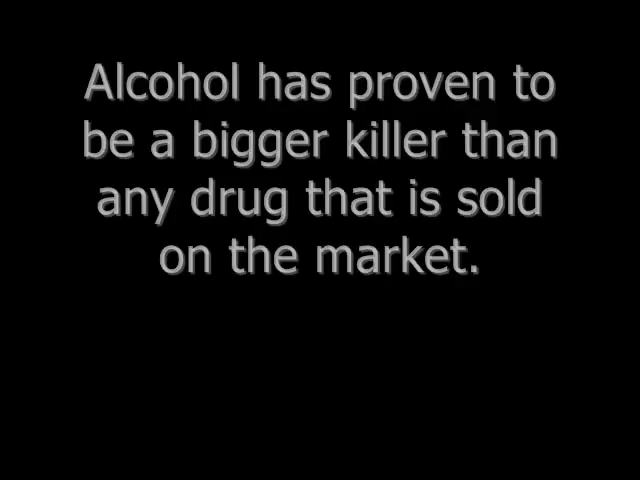 Alcohol has proven to
be a bigger killer than
any drug that is sold
on the market.